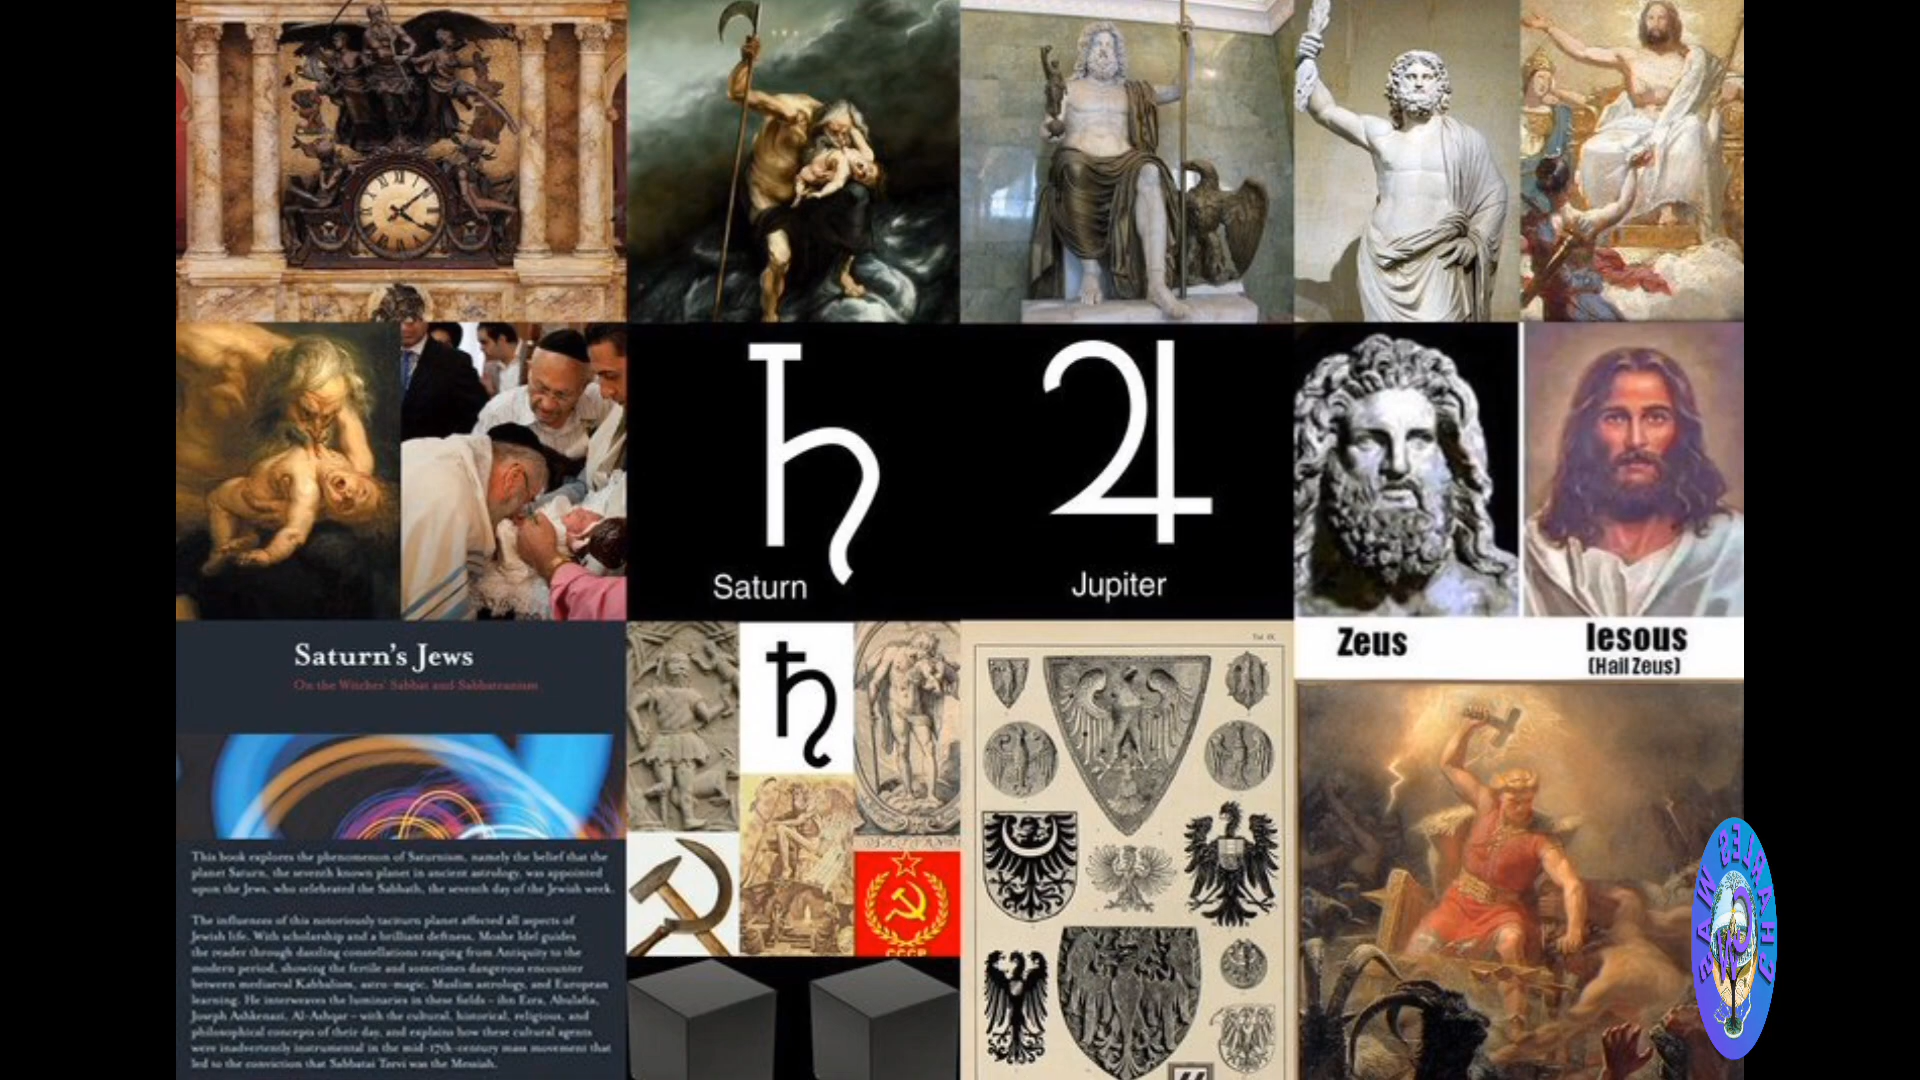 Saturn
Jupiter
Zeus
Iesous
(Hail Zeus)
Saturn's Jews
On the Witches' Sabbat and Sabbateanism
This book explores the phenomenon of Saturnism, namely the belief that the
planet Saturn, the seventh known planet in ancient astrology, was appointed
upon the Jews, who celebrated the Sabbath, the seventh day of the Jewish week.
The influences of this notoriously taciturn planet affected all aspects of
Jewish life. With scholarship and a brilliant deftness, Moshe Idel guides
the reader through dazzling constellations ranging from Antiquity to the
modern period, showing the fertile and sometimes dangerous encounter
between mediaeval Kabbalism, astro-magic, Muslim astrology, and European
learning. He interweaves the luminaries in these fields – ibn Ezra, Abulafia,
Joseph Ashkenazi, Al-Ashqar – with the cultural, historical, religious, and
philosophical concepts of their day, and explains how these cultural agents
were inadvertently instrumental in the mid-17th-century mass movement that
led to the conviction that Sabbatai Tzevi was the Messiah.
CCCP